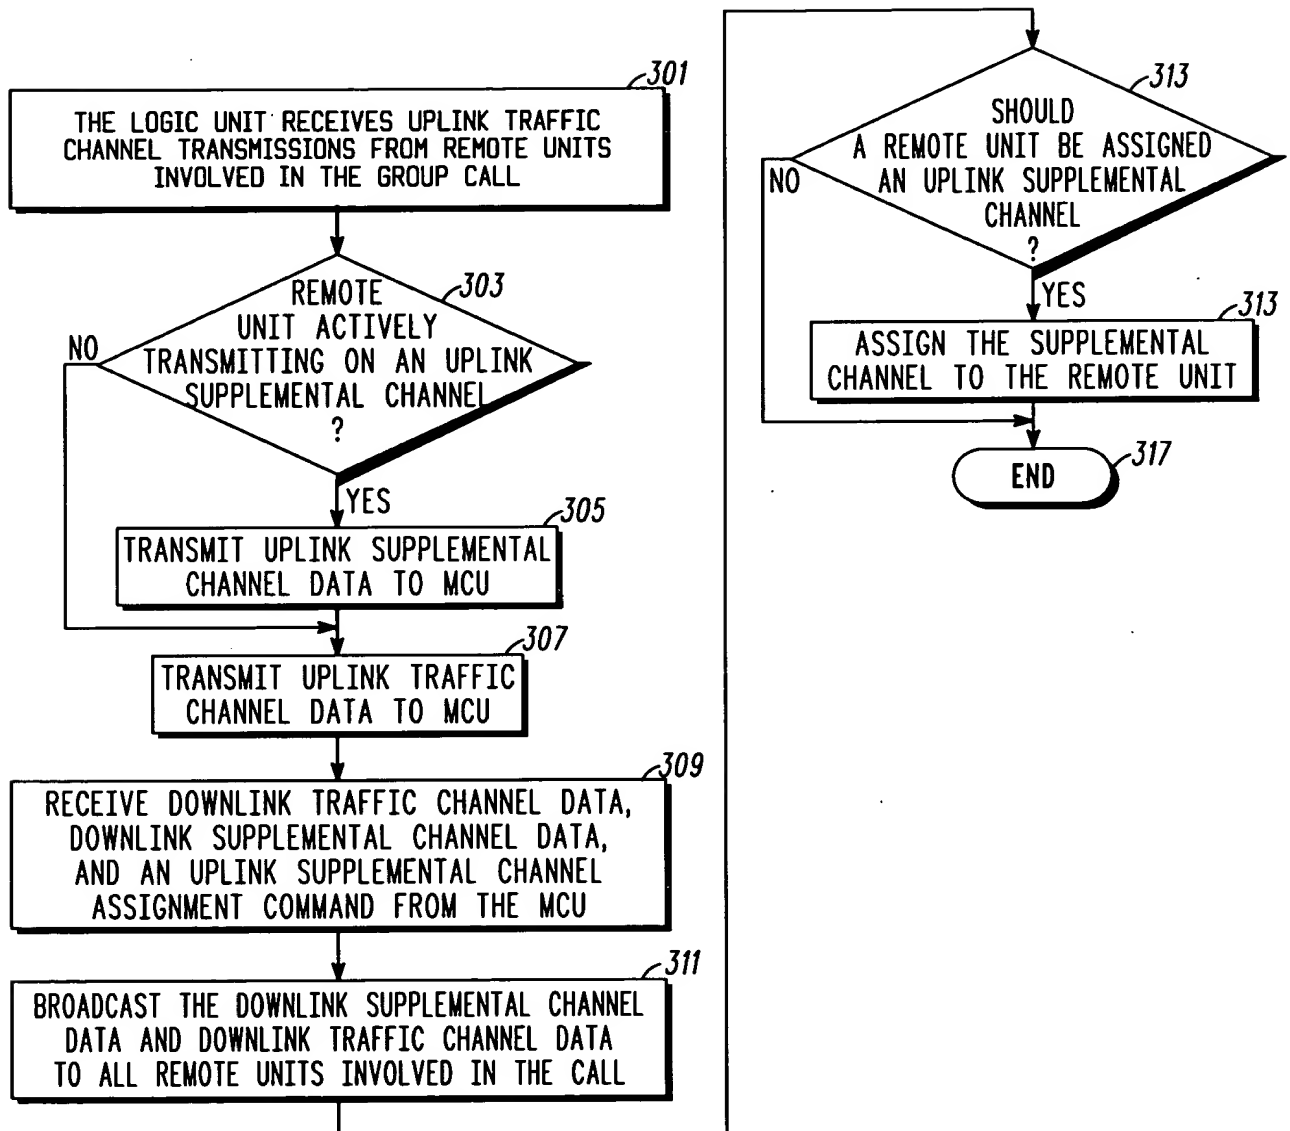 301
THE LOGIC UNIT RECEIVES UPLINK TRAFFIC
CHANNEL TRANSMISSIONS FROM REMOTE UNITS
INVOLVED IN THE GROUP CALL
303
REMOTE
UNIT ACTIVELY
TRANSMITTING ON AN UPLINK
SUPPLEMENTAL CHANNEL
?
NO
YES
305
TRANSMIT UPLINK SUPPLEMENTAL
CHANNEL DATA TO MCU
307
TRANSMIT UPLINK TRAFFIC
CHANNEL DATA TO MCU
309
RECEIVE DOWNLINK TRAFFIC CHANNEL DATA,
DOWNLINK SUPPLEMENTAL CHANNEL DATA,
AND AN UPLINK SUPPLEMENTAL CHANNEL
ASSIGNMENT COMMAND FROM THE MCU
311
BROADCAST THE DOWNLINK SUPPLEMENTAL CHANNEL
DATA AND DOWNLINK TRAFFIC CHANNEL DATA
TO ALL REMOTE UNITS INVOLVED IN THE CALL
313
SHOULD
A REMOTE UNIT BE ASSIGNED
AN UPLINK SUPPLEMENTAL
CHANNEL
?
NO
YES
313
ASSIGN THE SUPPLEMENTAL
CHANNEL TO THE REMOTE UNIT
317
END